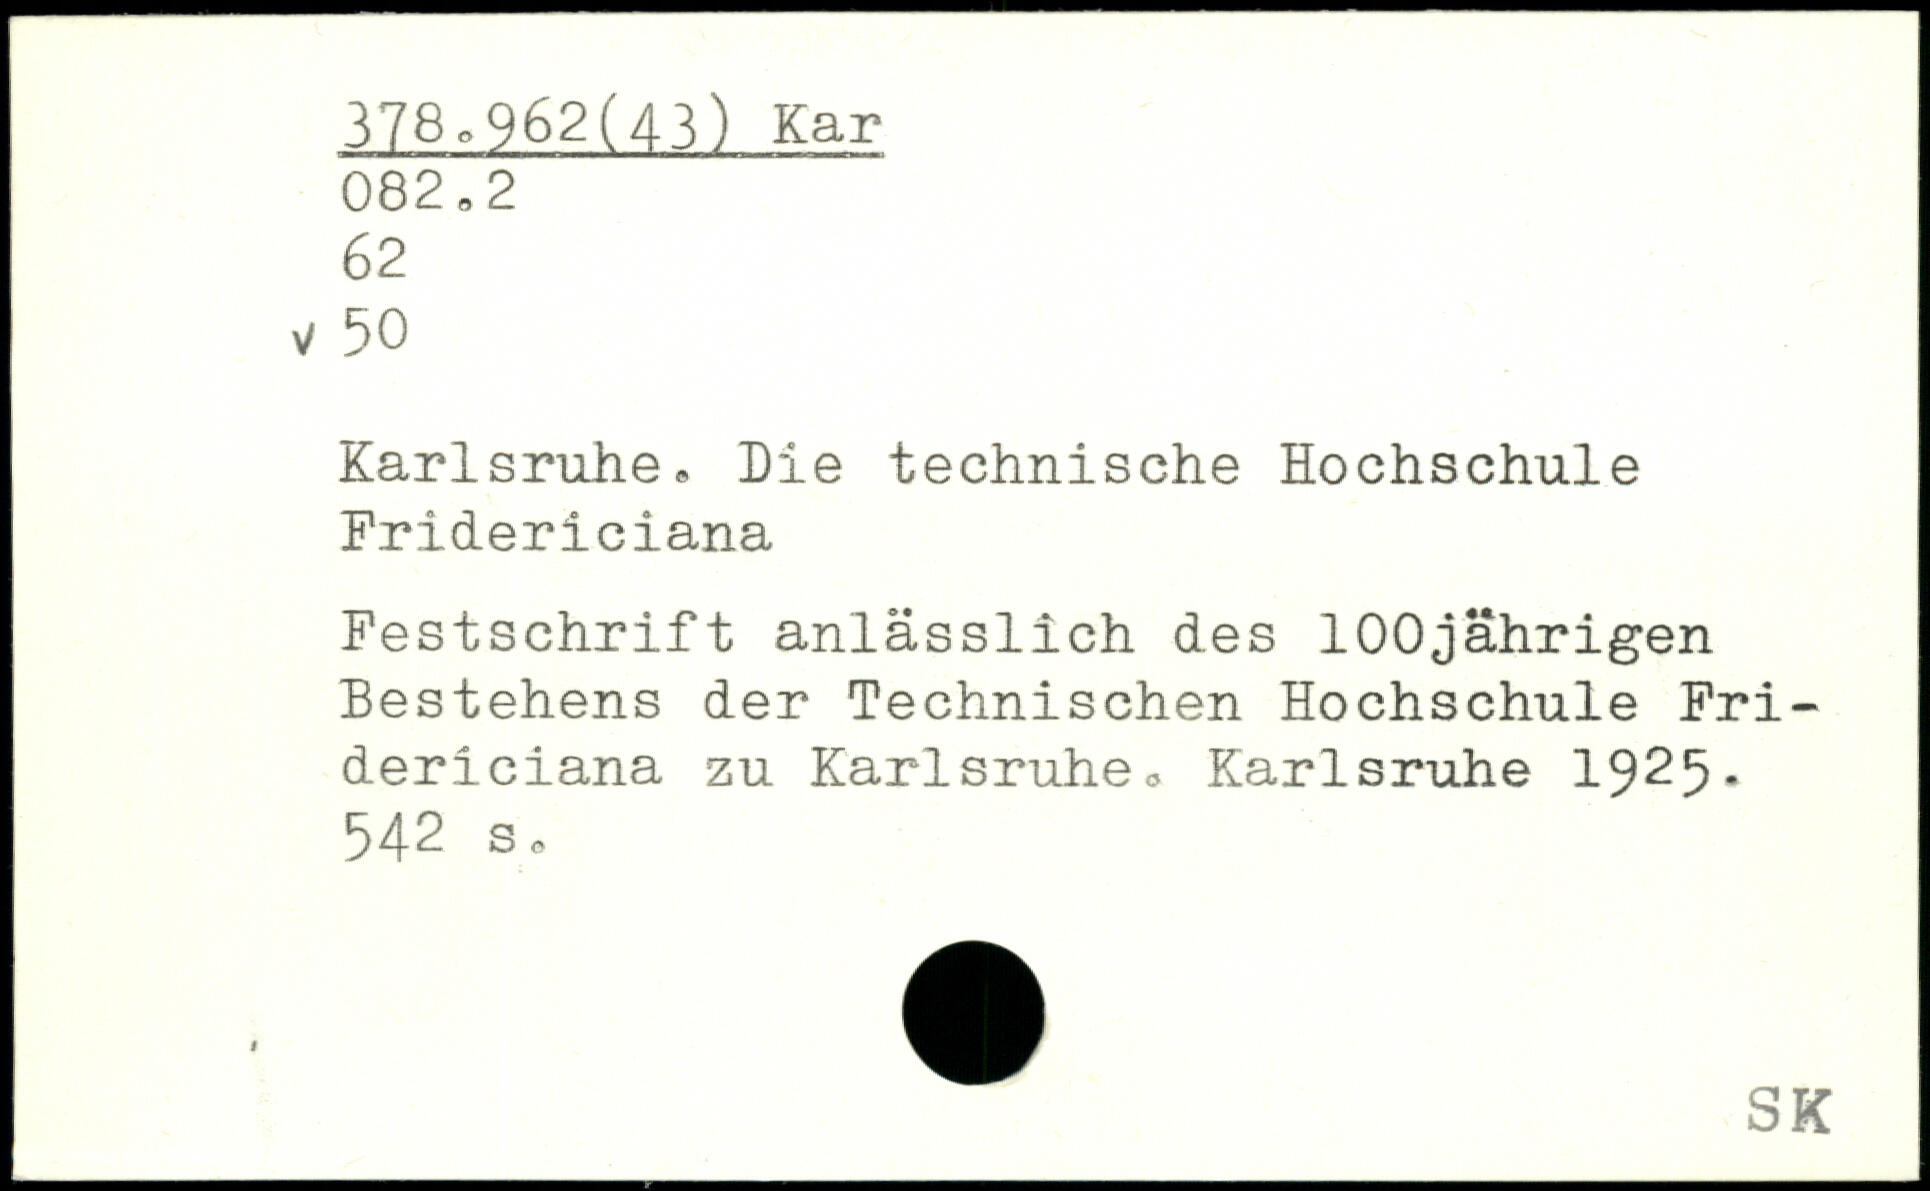 378.962(43) Kar
082.2
62
v 50
Karlsruhe. Die technische Hochschule
Fridericiana
Festschrift anlässlich des 100jährigen
Bestehens der Technischen Hochschule Fri-
dericiana zu Karlsruhe. Karlsruhe 1925.
542 s.
SK